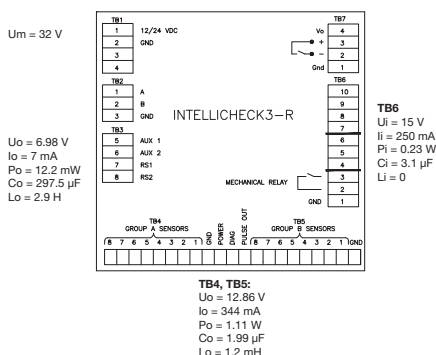 Um = 32 V
TB1
1 12/24 VDC
2 GND
3
4
TB2
1 A
2 B
3 GND
TB3
5 AUX 1
6 AUX 2
7 RS1
8 RS2
Uo = 6.98 V
Io = 7 mA
Po = 12.2 mW
Co = 297.5 µF
Lo = 2.9 H
INTELLICHECK3-R
TB7
Vo 4
+ 3
- 2
Gnd 1
TB6
10
9
8
7
6
5
4
MECHANICAL RELAY 3
2
GND 1
TB6
Ui = 15 V
Ii = 250 mA
Pi = 0.23 W
Ci = 3.1 µF
Li = 0
TB4
GROUP A SENSORS
8 7 6 5 4 3 2 1 GND POWER DIAG PULSE OUT
TB5
GROUP B SENSORS
8 7 6 5 4 3 2 1 GND
TB4, TB5:
Uo = 12.86 V
Io = 344 mA
Po = 1.11 W
Co = 1.99 µF
Lo = 1.2 mH